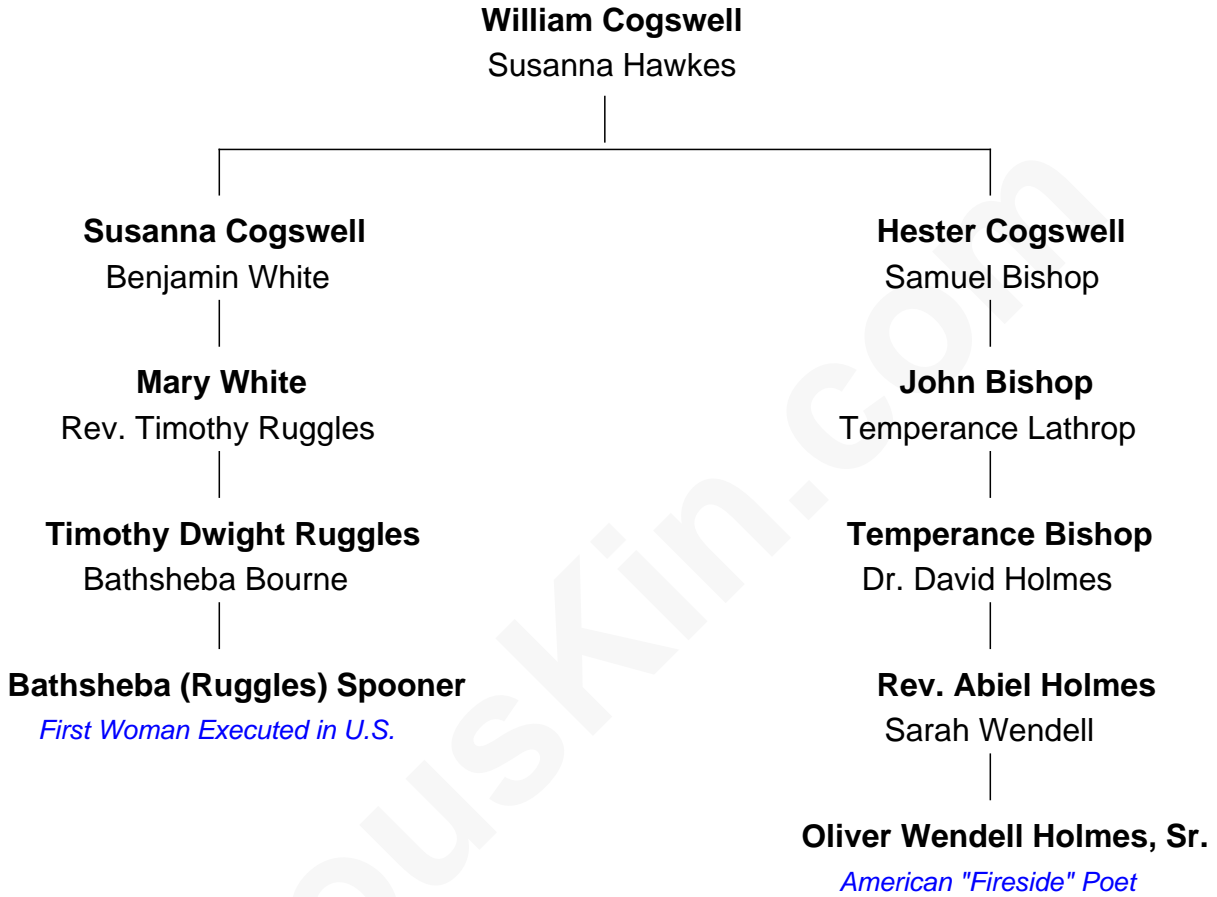 William Cogswell
Susanna Hawkes
Susanna Cogswell
Benjamin White
Hester Cogswell
Samuel Bishop
Mary White
Rev. Timothy Ruggles
John Bishop
Temperance Lathrop
Timothy Dwight Ruggles
Bathsheba Bourne
Temperance Bishop
Dr. David Holmes
Bathsheba (Ruggles) Spooner
First Woman Executed in U.S.
Rev. Abiel Holmes
Sarah Wendell
Oliver Wendell Holmes, Sr.
American "Fireside" Poet
ousKin.com